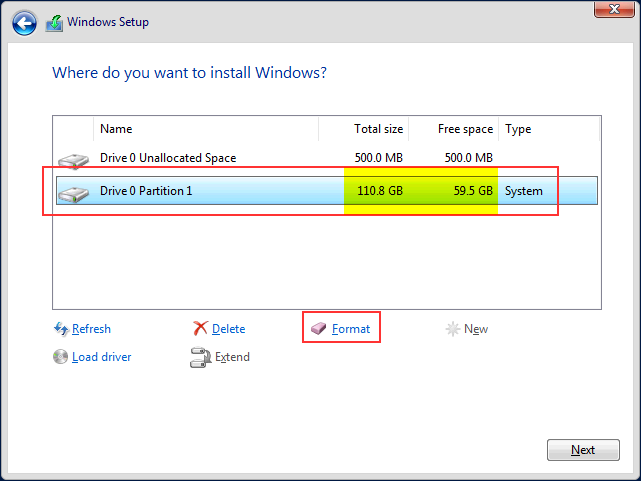 Windows Setup
Where do you want to install Windows?
Name Total size Free space Type
Drive 0 Unallocated Space 500.0 MB 500.0 MB
Drive 0 Partition 1 110.8 GB 59.5 GB System
Refresh Delete Format New
Load driver Extend
Next